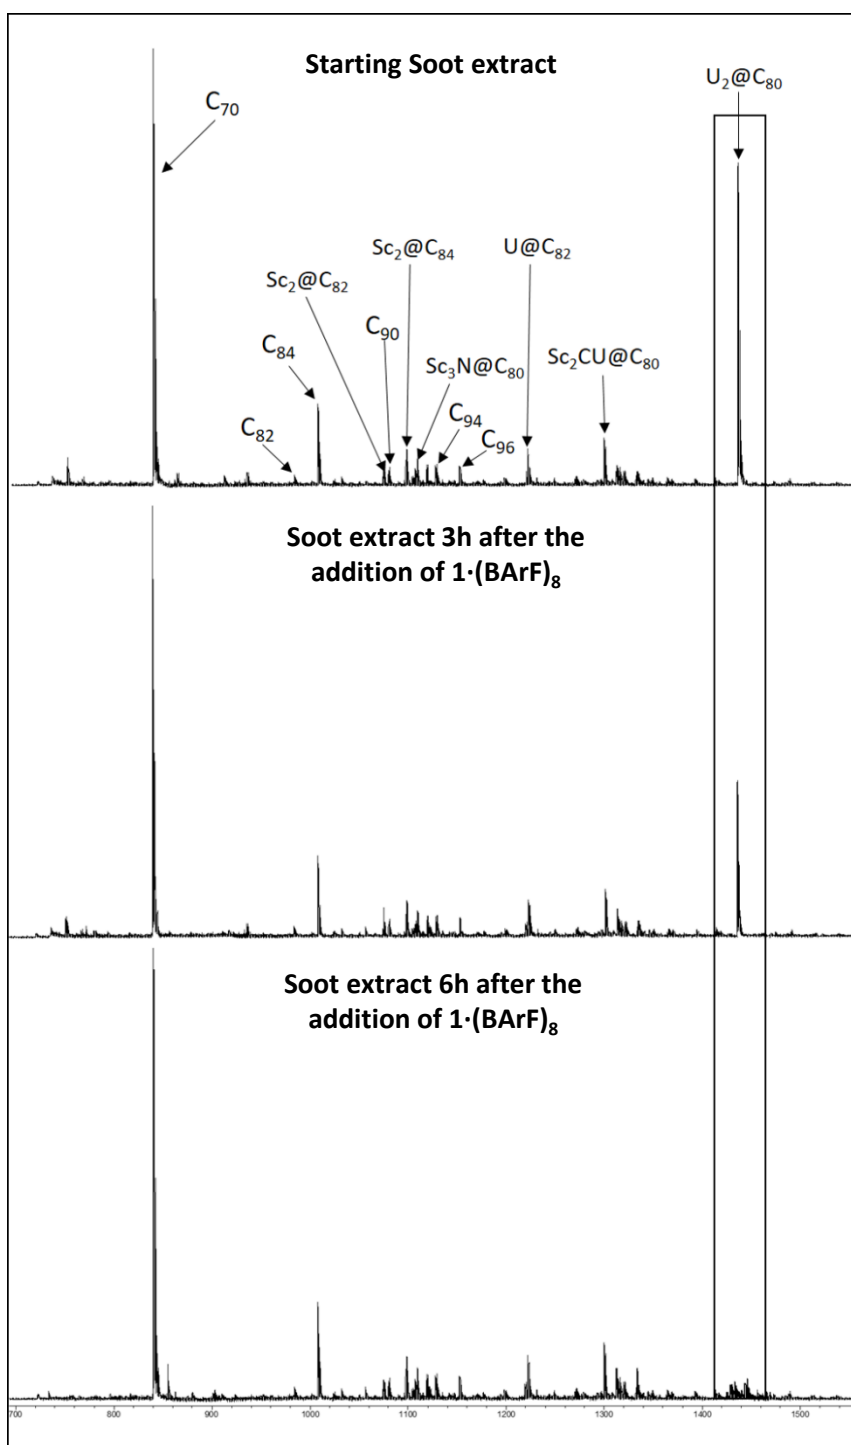 Starting Soot extract
U₂@C₈₀
C₇₀
Sc₂@C₈₄
U@C₈₂
Sc₂@C₈₂
C₉₀
C₈₄
Sc₃N@C₈₀
Sc₂CU@C₈₀
C₈₂
C₉₄
C₉₆
Soot extract 3h after the
addition of 1·(BArF)₈
Soot extract 6h after the
addition of 1·(BArF)₈
700 800 900 1000 1100 1200 1300 1400 1500